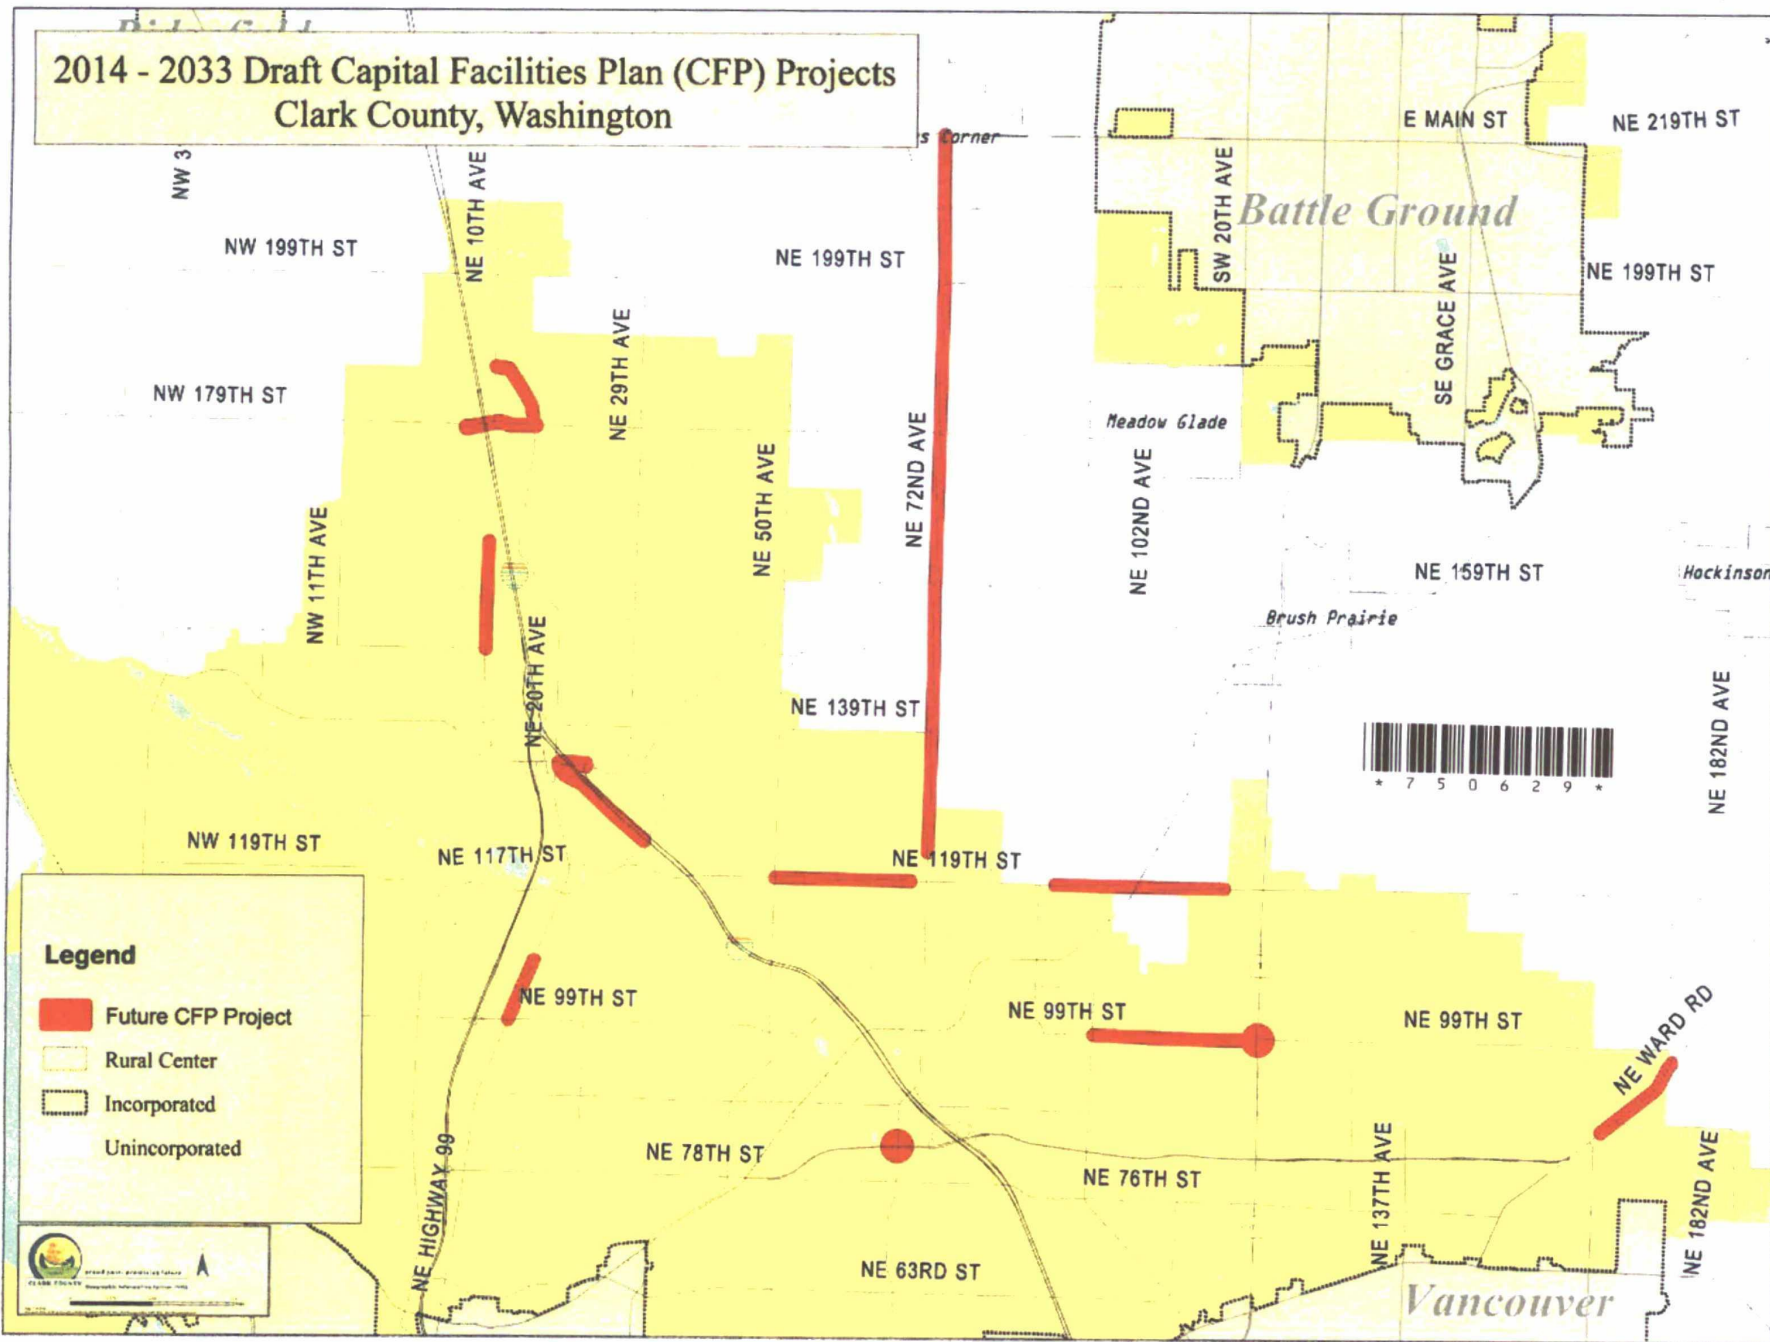 2014 - 2033 Draft Capital Facilities Plan (CFP) Projects
Clark County, Washington
s Corner
E MAIN ST
NE 219TH ST
NW 3
NE 10TH AVE
SW 20TH AVE
Battle Ground
NW 199TH ST
NE 199TH ST
SE GRACE AVE
NE 199TH ST
NE 29TH AVE
NW 179TH ST
Meadow Glade
NW 11TH AVE
NE 50TH AVE
NE 72ND AVE
NE 102ND AVE
NE 159TH ST
Hockinson
Brush Prairie
NE 20TH AVE
NE 139TH ST
NE 182ND AVE
* 7 5 0 6 2 9 *
NW 119TH ST
NE 117TH ST
NE 119TH ST
Legend
Future CFP Project
Rural Center
Incorporated
Unincorporated
NE 99TH ST
NE 99TH ST
NE 99TH ST
NE WARD RD
NE HIGHWAY 99
NE 78TH ST
NE 76TH ST
NE 137TH AVE
NE 182ND AVE
NE 63RD ST
Vancouver
CLARK COUNTY